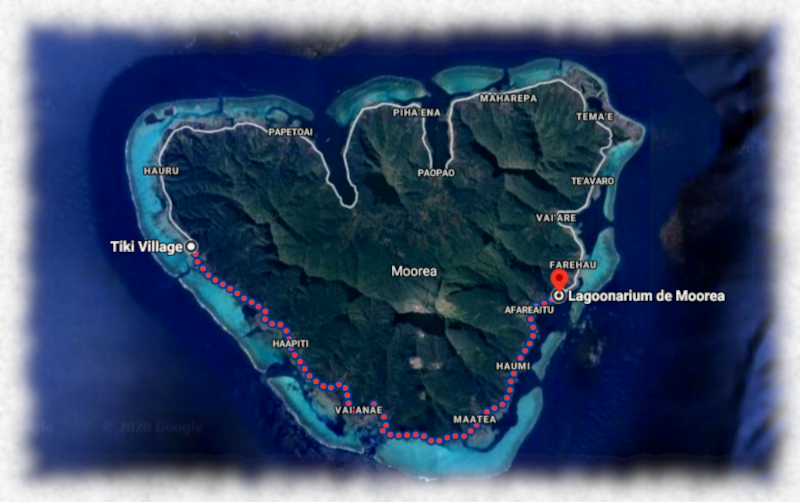 PIHA'ENA
MAHAREPA
TEMA'E
PAPETOAI
HAURU
PAOPAO
TE'AVARO
VAI'ARE
Tiki Village
Moorea
FAREHAU
Lagoonarium de Moorea
AFAREAITU
HAAPITI
HAUMI
VAI'ANAE
MAATEA
© 2020 Google